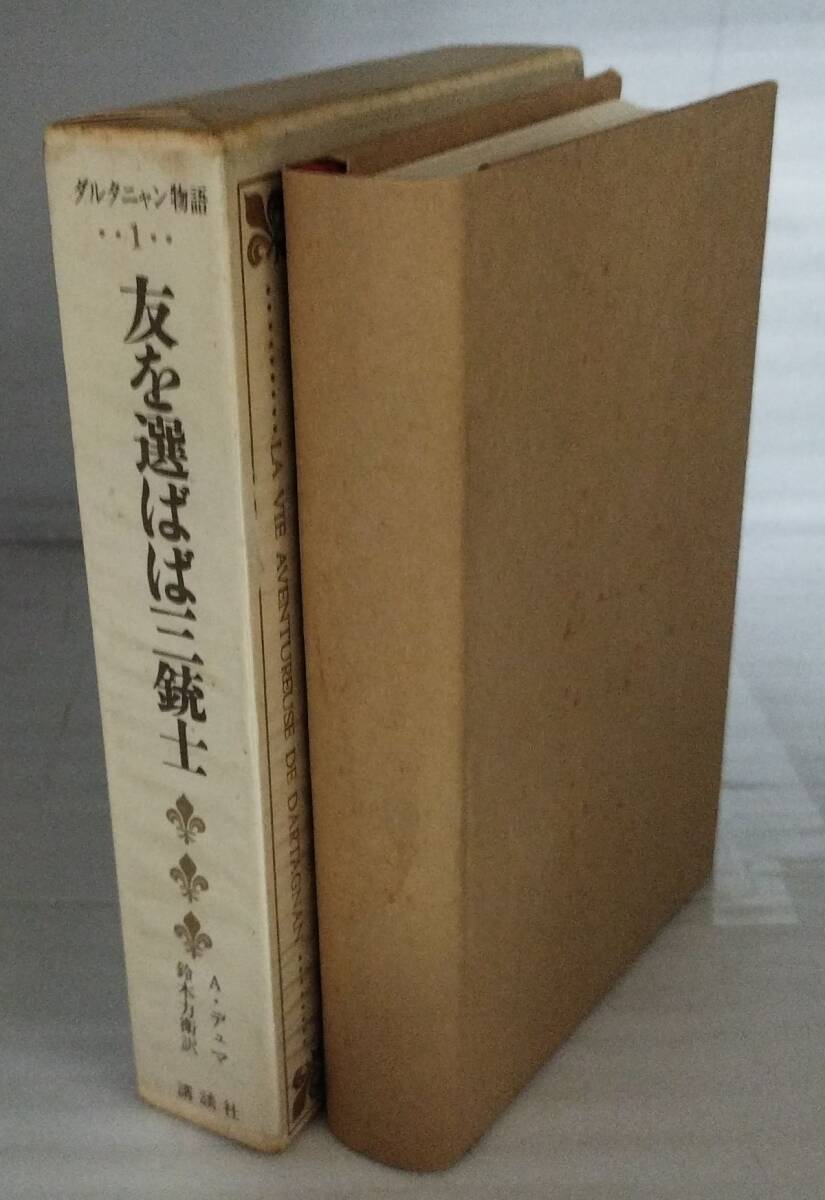 ダルタニャン物語
・・1・・
友を選ばば三銃士
A・デュマ
鈴木力衛訳
講談社
LA VIE AVENTUREUSE DE D'ARTAGNAN